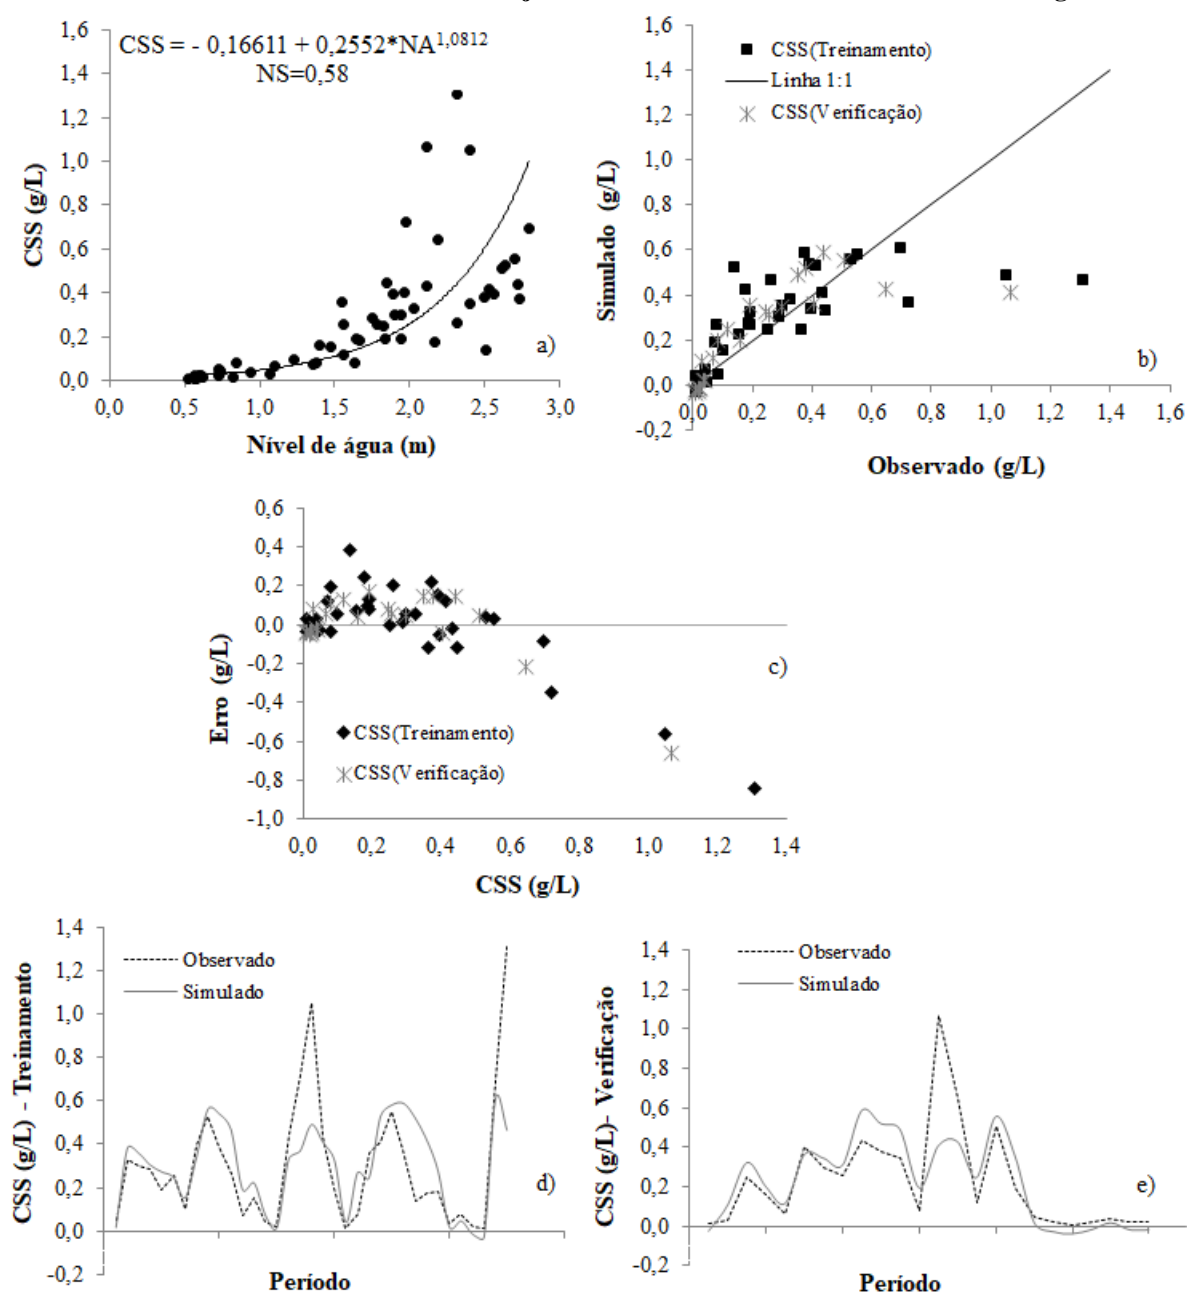 1,6
1,4
1,2
1,0
0,8
0,6
0,4
0,2
0,0
CSS (g/L)
CSS = - 0,16611 + 0,2552*NA^1,0812
NS=0,58
a)
0,0 0,5 1,0 1,5 2,0 2,5 3,0
Nível de água (m)
1,6
1,4
1,2
1,0
0,8
0,6
0,4
0,2
0,0
-0,2
Simulado (g/L)
CSS(Treinamento)
Linha 1:1
CSS(Verificação)
b)
0,0 0,2 0,4 0,6 0,8 1,0 1,2 1,4 1,6
Observado (g/L)
0,6
0,4
0,2
0,0
-0,2
-0,4
-0,6
-0,8
-1,0
Erro (g/L)
c)
CSS(Treinamento)
CSS(Verificação)
0,0 0,2 0,4 0,6 0,8 1,0 1,2 1,4
CSS (g/L)
1,4
1,2
1,0
0,8
0,6
0,4
0,2
0,0
-0,2
CSS (g/L) - Treinamento
Observado
Simulado
d)
Período
1,4
1,2
1,0
0,8
0,6
0,4
0,2
0,0
-0,2
CSS (g/L)- Verificação
Observado
Simulado
e)
Período